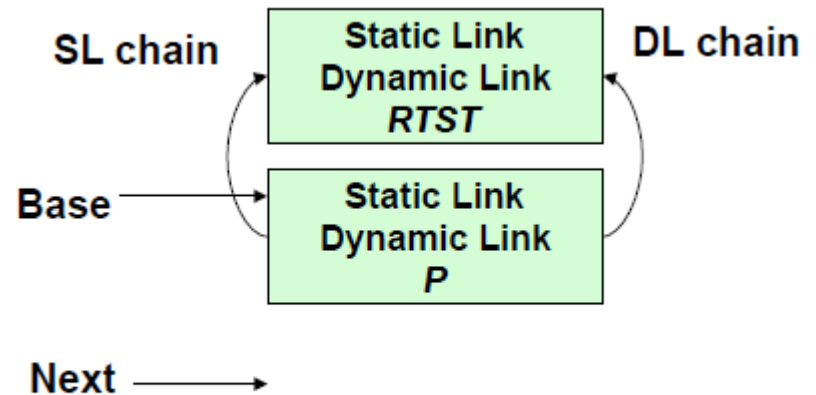 SL chain
Static Link
Dynamic Link
RTST
DL chain
Base
Static Link
Dynamic Link
P
Next